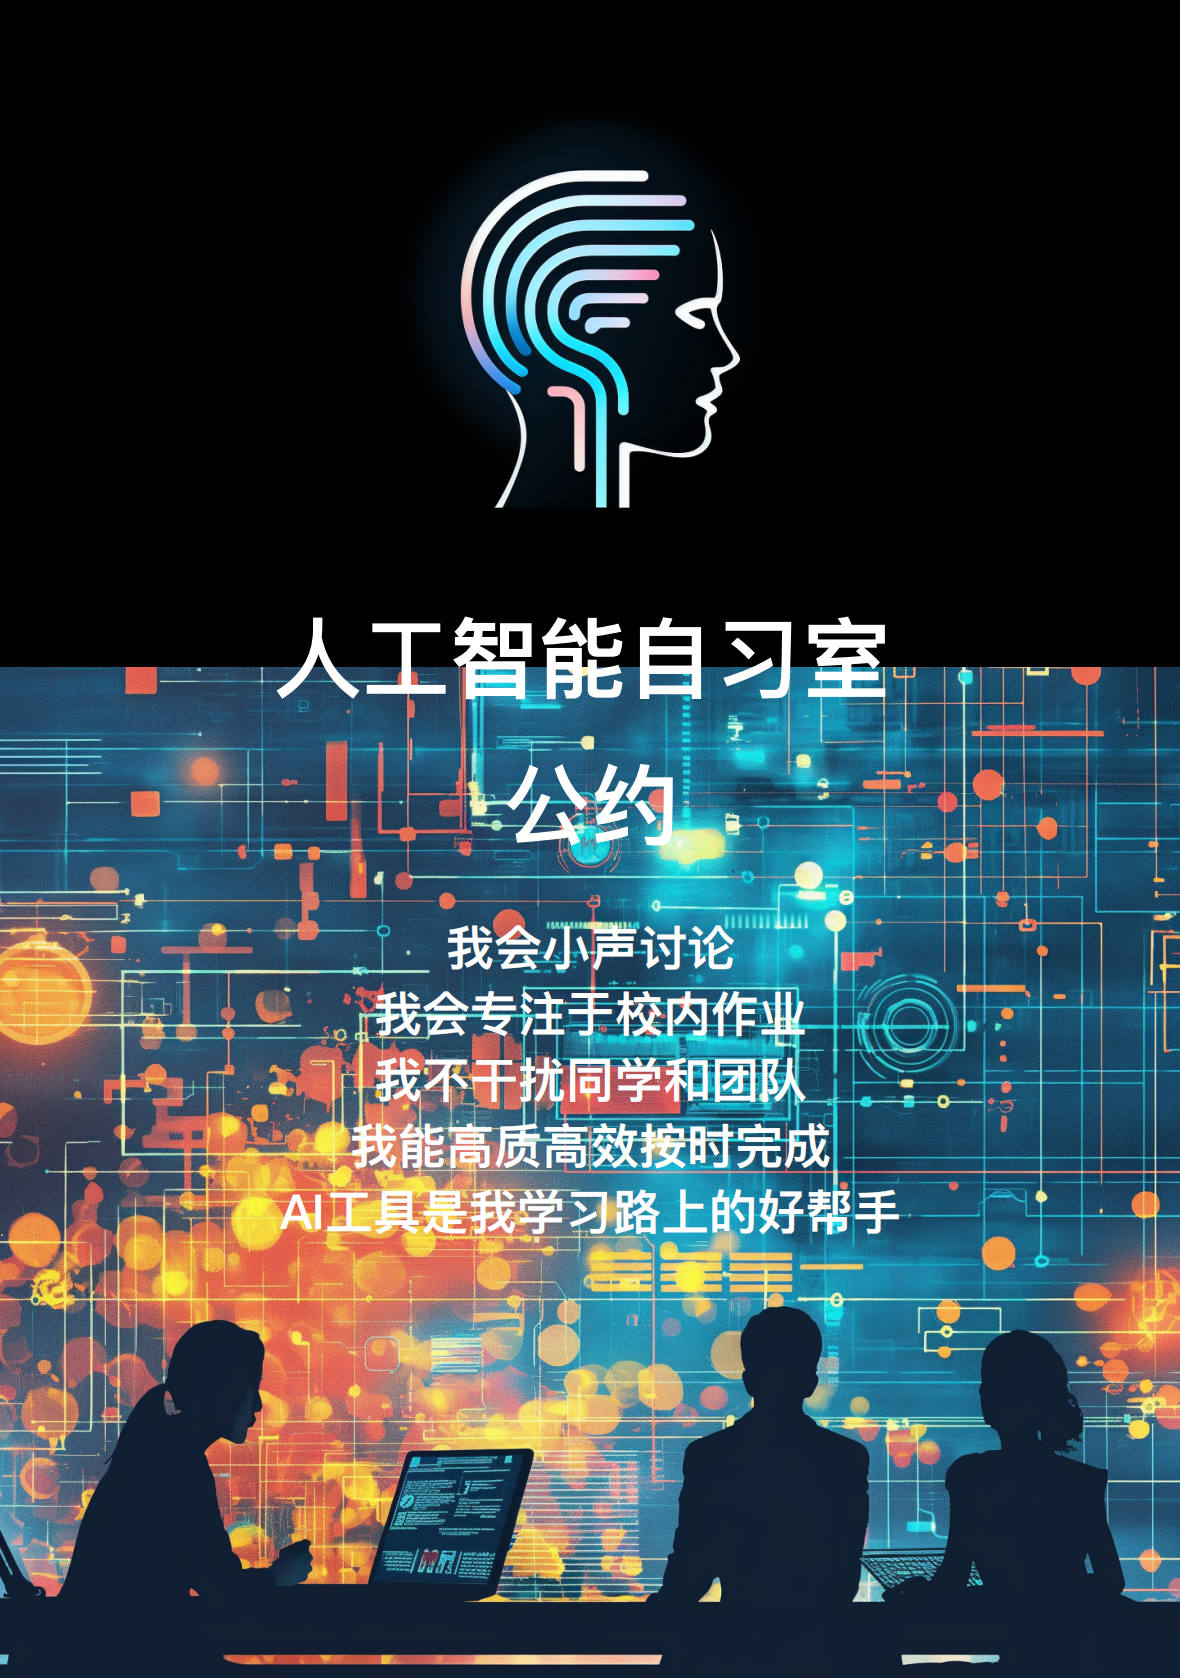 人工智能自习室
公约
我会小声讨论
我会专注于校内作业
我不干扰同学和团队
我能高质高效按时完成
AI工具是我学习路上的好帮手